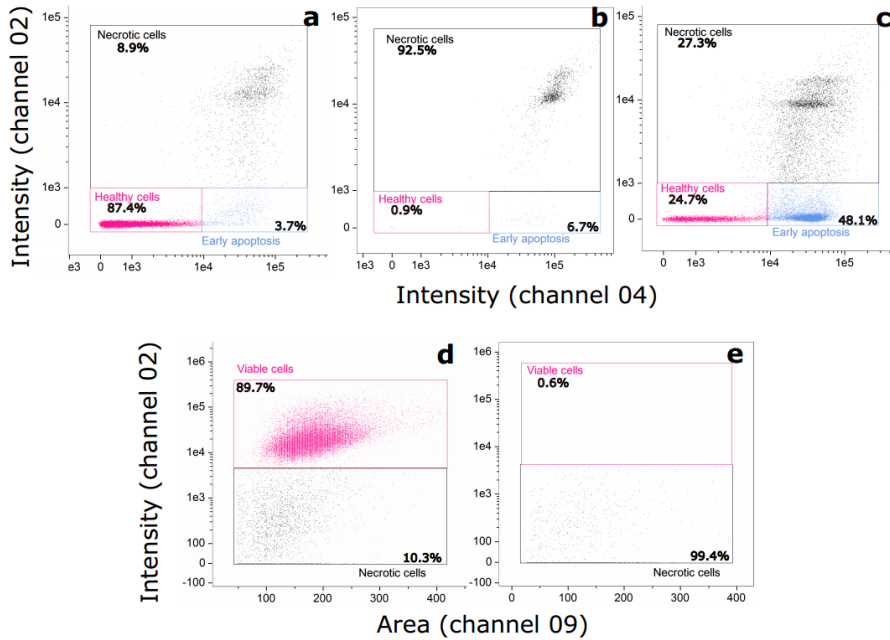 a
b
c
1e5
1e4
1e3
0
Necrotic cells
8.9%
Healthy cells
87.4%
3.7%
Early apoptosis
e3
0
1e3
1e4
1e5
1e5
1e4
1e3
0
Necrotic cells
92.5%
Healthy cells
0.9%
6.7%
Early apoptosis
1e3
0
1e3
1e4
1e5
1e5
1e4
1e3
0
Necrotic cells
27.3%
Healthy cells
24.7%
48.1%
Early apoptosis
1e3
0
1e3
1e4
1e5
Intensity (channel 02)
Intensity (channel 04)
d
e
1e6
1e5
1e4
1e3
100
0
-100
Viable cells
89.7%
10.3%
Necrotic cells
100
200
300
400
1e6
1e5
1e4
1e3
100
0
-100
Viable cells
0.6%
99.4%
Necrotic cells
0
100
200
300
400
Intensity (channel 02)
Area (channel 09)